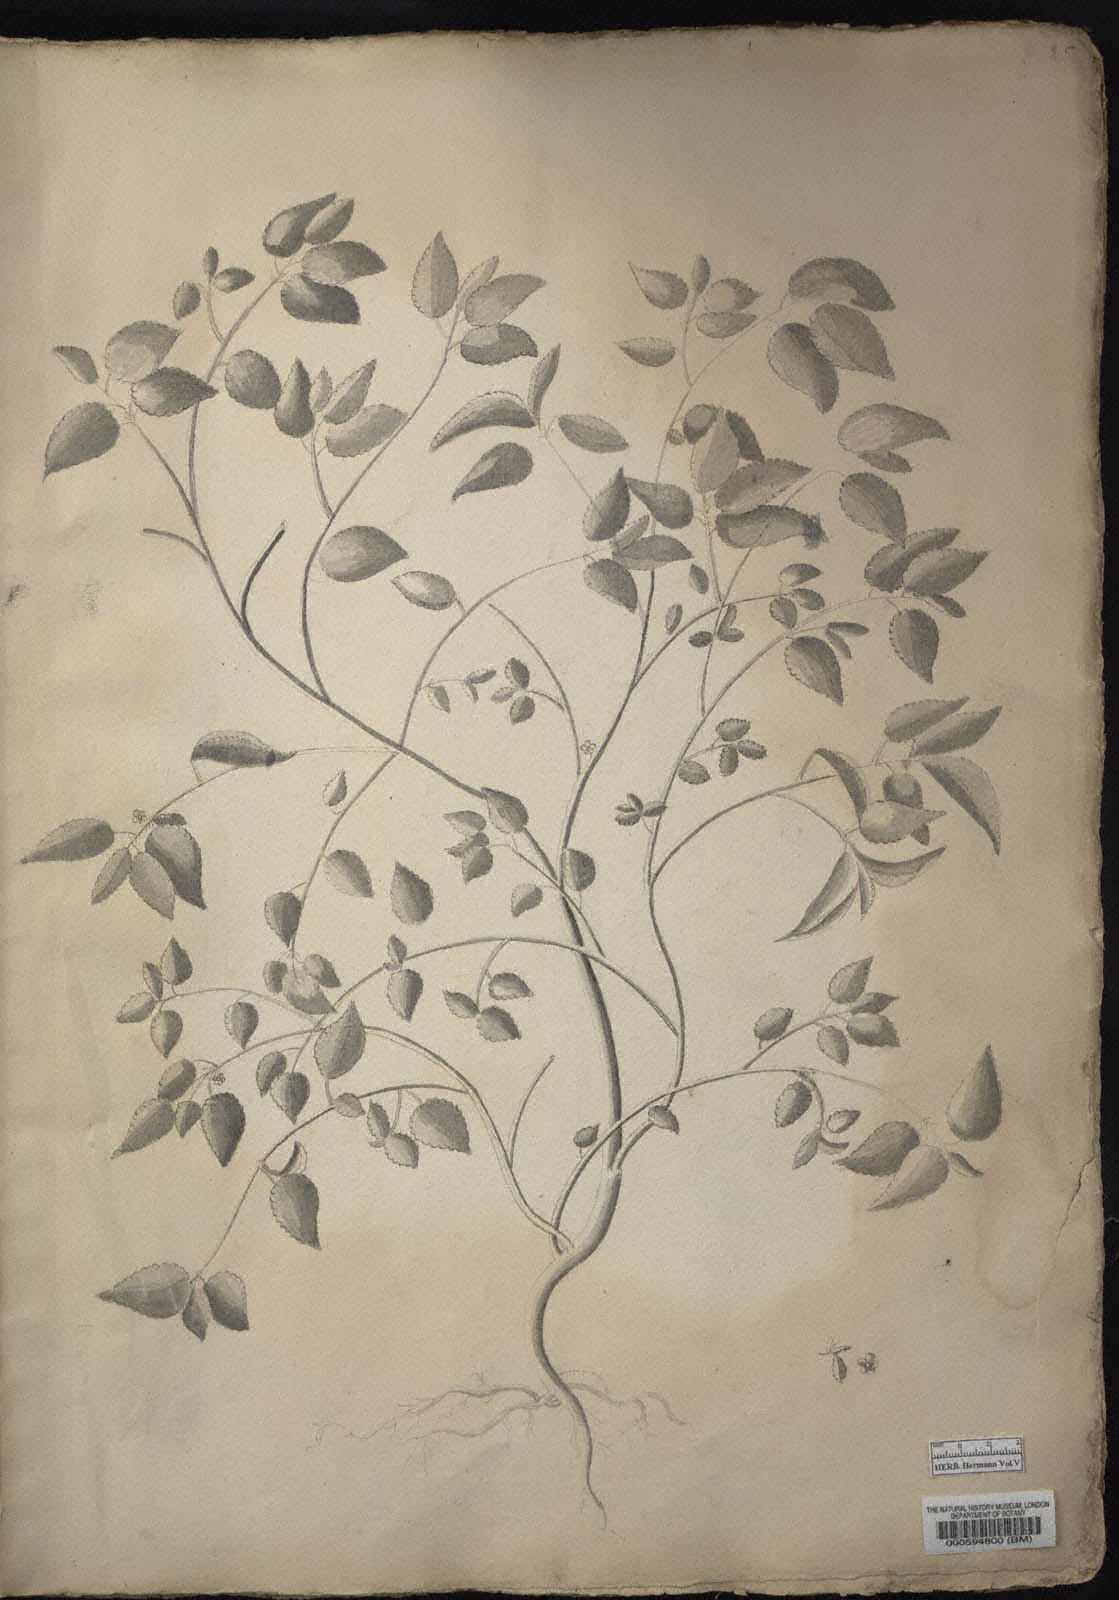 HERB. Hermann Vol.V
THE NATURAL HISTORY MUSEUM, LONDON
DEPARTMENT OF BOTANY
000594800 (BM)